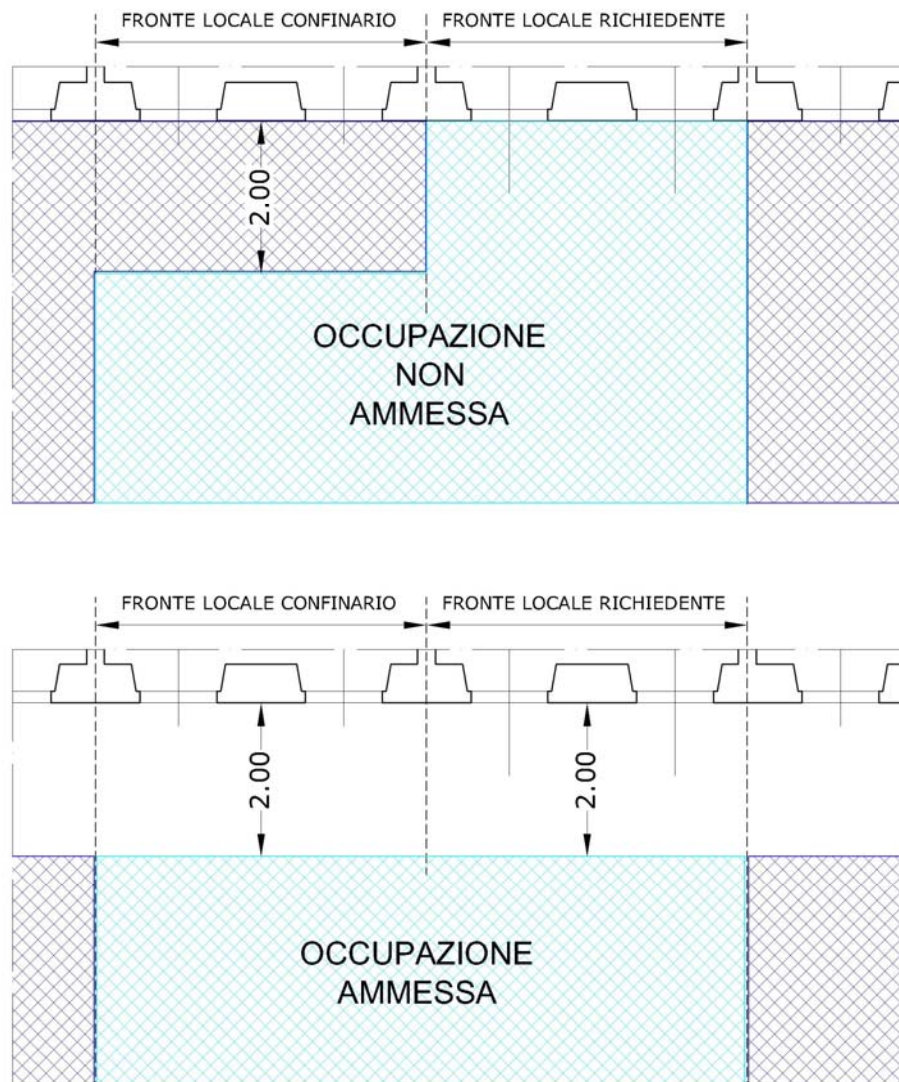 FRONTE LOCALE CONFINARIO FRONTE LOCALE RICHIEDENTE
2.00
OCCUPAZIONE
NON
AMMESSA
FRONTE LOCALE CONFINARIO FRONTE LOCALE RICHIEDENTE
2.00 2.00
OCCUPAZIONE
AMMESSA